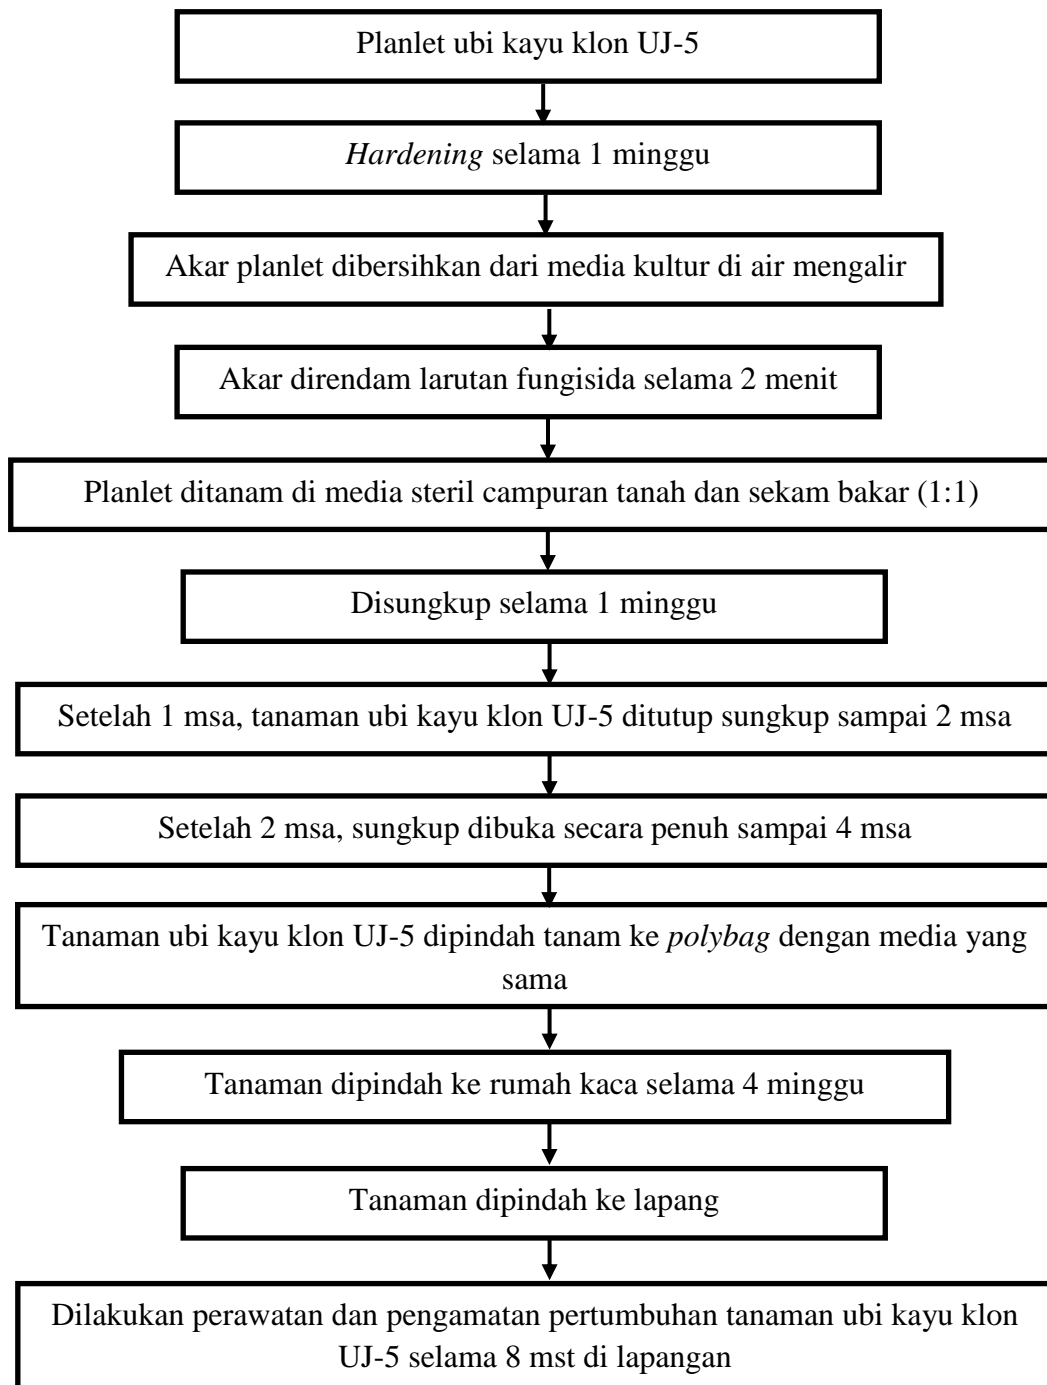 Planlet ubi kayu klon UJ-5
Hardening selama 1 minggu
Akar planlet dibersihkan dari media kultur di air mengalir
Akar direndam larutan fungisida selama 2 menit
Planlet ditanam di media steril campuran tanah dan sekam bakar (1:1)
Disungkup selama 1 minggu
Setelah 1 msa, tanaman ubi kayu klon UJ-5 ditutup sungkup sampai 2 msa
Setelah 2 msa, sungkup dibuka secara penuh sampai 4 msa
Tanaman ubi kayu klon UJ-5 dipindah tanam ke polybag dengan media yang
sama
Tanaman dipindah ke rumah kaca selama 4 minggu
Tanaman dipindah ke lapang
Dilakukan perawatan dan pengamatan pertumbuhan tanaman ubi kayu klon
UJ-5 selama 8 mst di lapangan